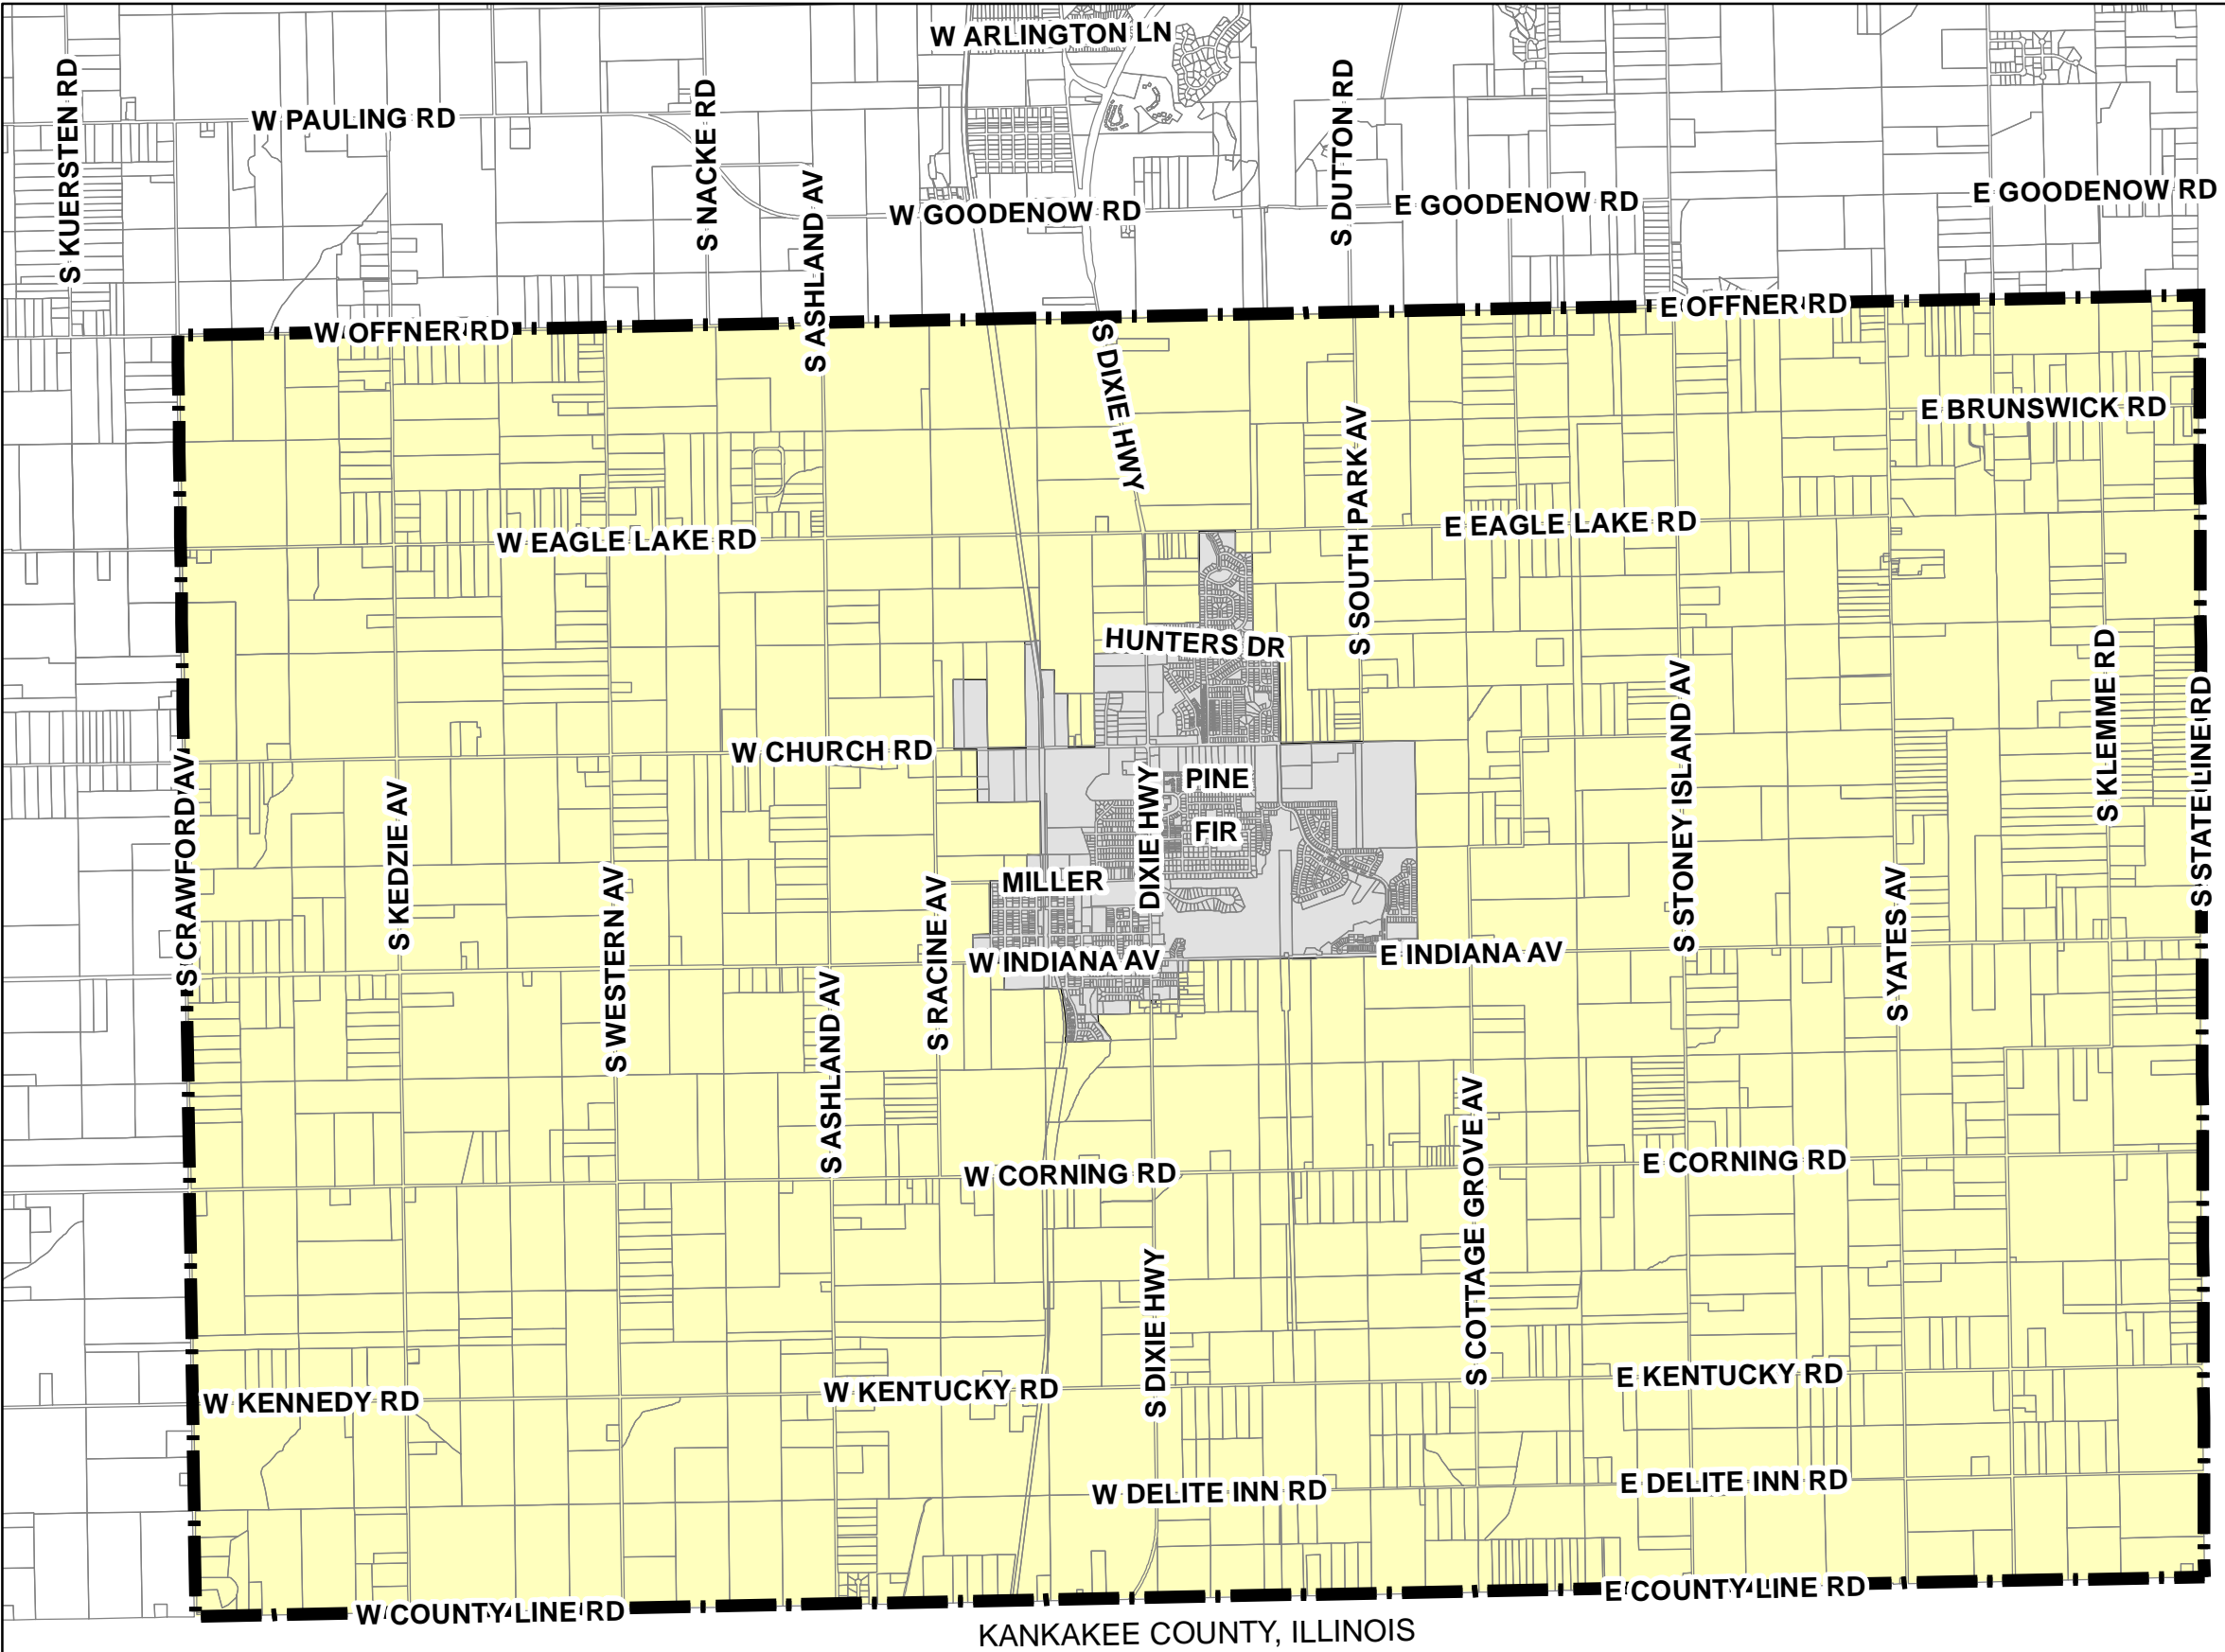 W ARLINGTON LN
S KUERSTEN RD
W PAULING RD
S NACKE RD
S DUTTON RD
S ASHLAND AV
W GOODENOW RD
E GOODENOW RD
E GOODENOW RD
W OFFNER RD
E OFFNER RD
S DIXIE HWY
E BRUNSWICK RD
S SOUTH PARK AV
W EAGLE LAKE RD
E EAGLE LAKE RD
HUNTERS DR
S STONEY ISLAND AV
S KLEMME RD
S STATE LINE RD
S CRAWFORD AV
W CHURCH RD
S KEDZIE AV
DIXIE HWY
PINE
FIR
MILLER
S WESTERN AV
S RACINE AV
S YATES AV
W INDIANA AV
E INDIANA AV
S ASHLAND AV
S COTTAGE GROVE AV
W CORNING RD
E CORNING RD
S DIXIE HWY
W KENNEDY RD
W KENTUCKY RD
E KENTUCKY RD
W DELITE INN RD
E DELITE INN RD
W COUNTY LINE RD
E COUNTY LINE RD
KANKAKEE COUNTY, ILLINOIS